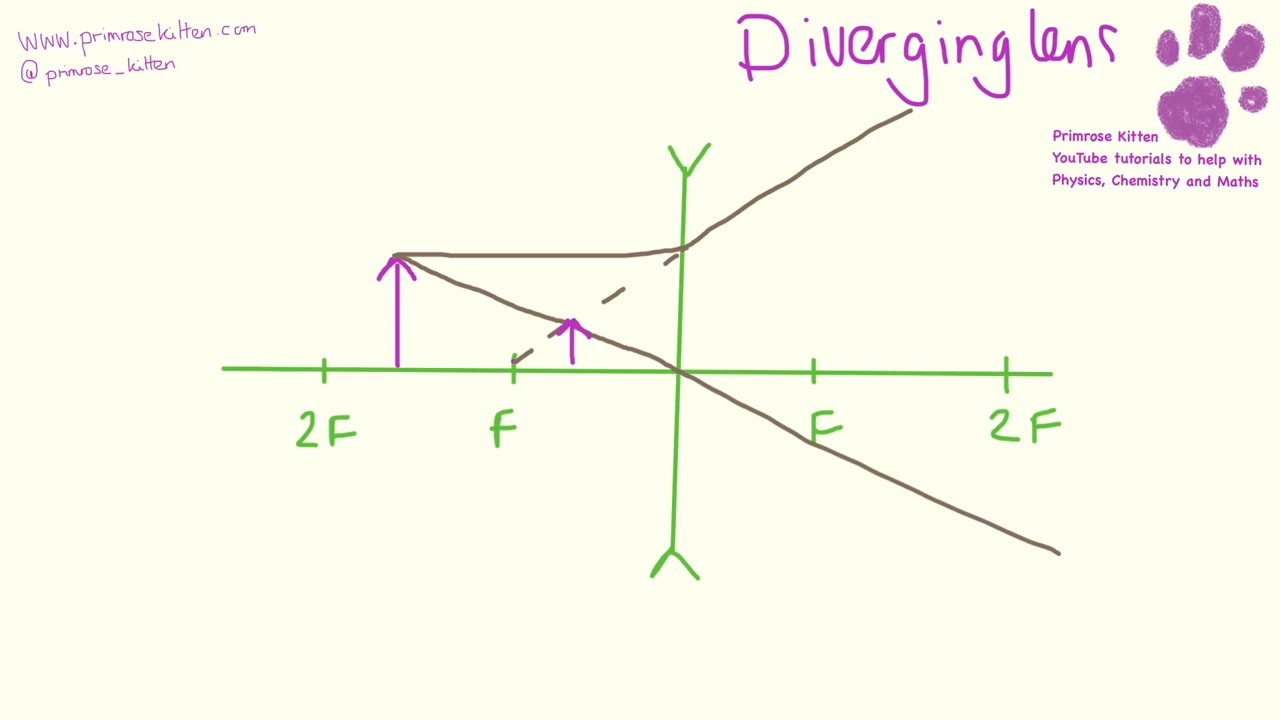 www.primrosekitten.com
@primrose_kitten
Diverging lens
Primrose Kitten
YouTube tutorials to help with
Physics, Chemistry and Maths
2F
F
F
2F